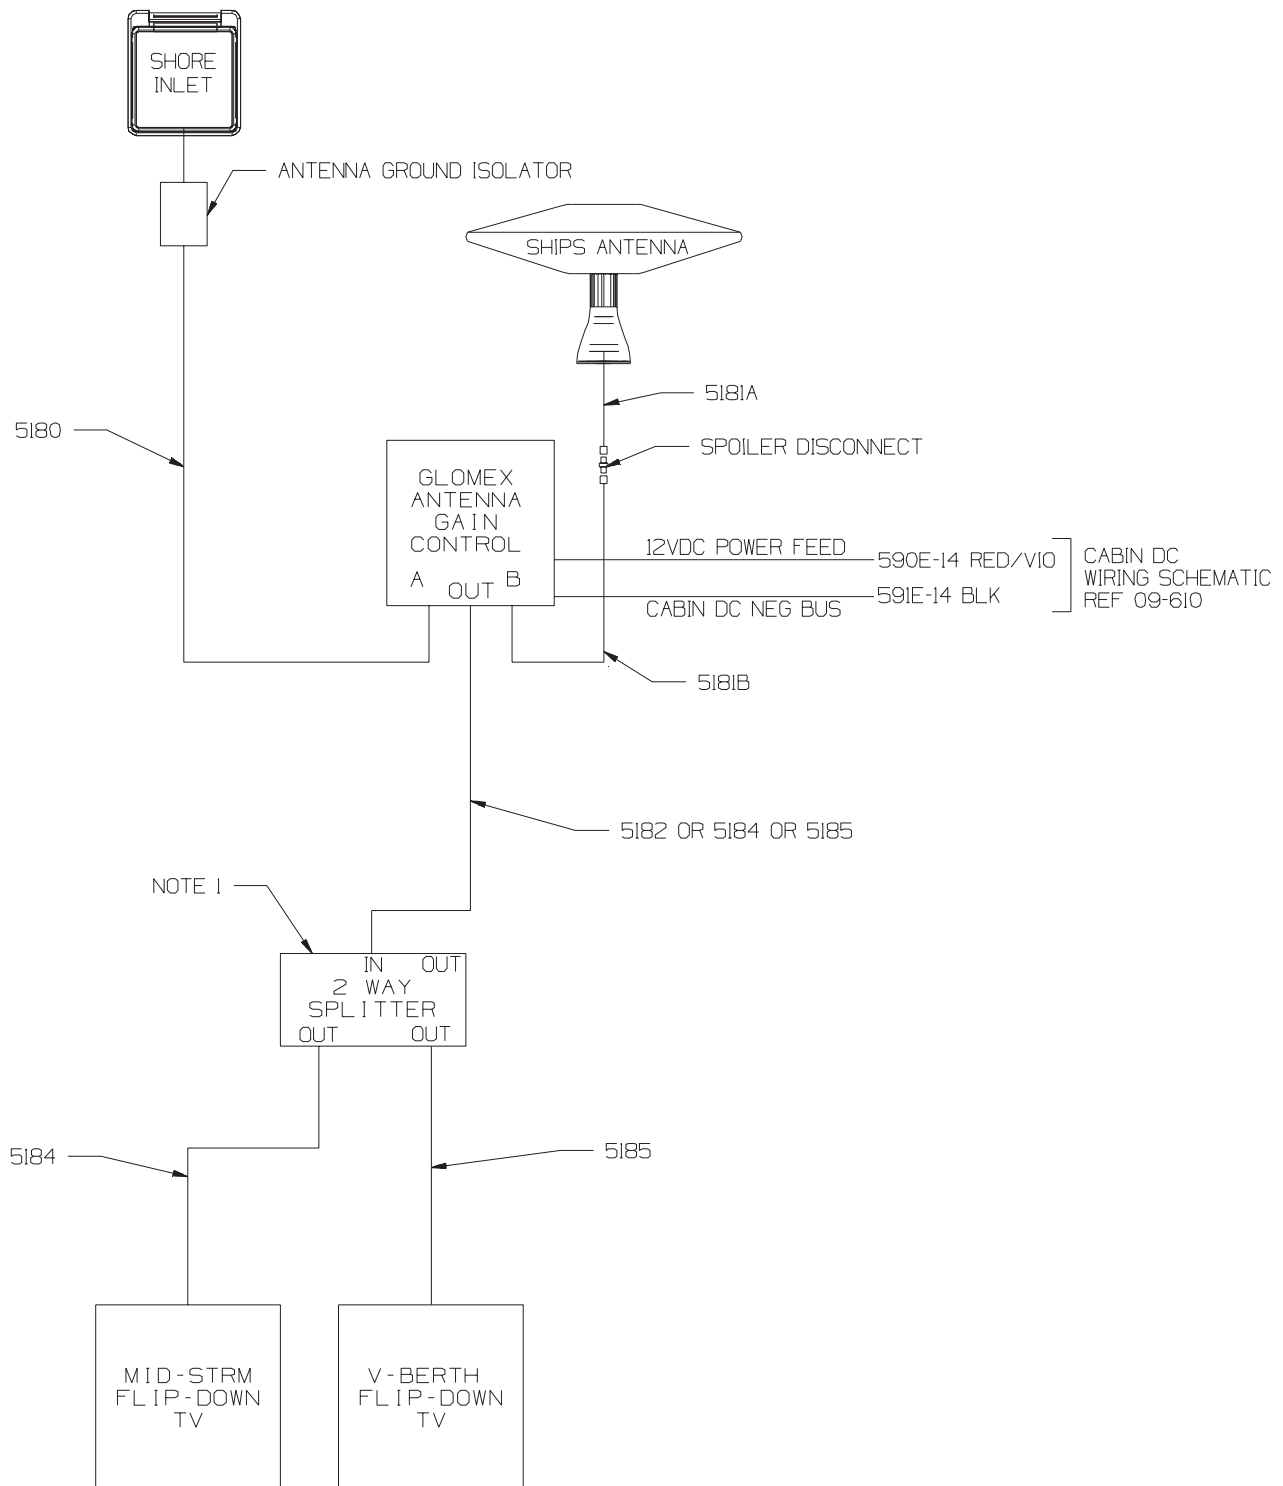 SHORE
INLET
ANTENNA GROUND ISOLATOR
SHIPS ANTENNA
5181A
5180
SPOILER DISCONNECT
GLOMEX
ANTENNA
GAIN
CONTROL
A
OUT
B
12VDC POWER FEED
590E-14 RED/VIO
CABIN DC NEG BUS
591E-14 BLK
CABIN DC
WIRING SCHEMATIC
REF 09-610
5181B
5182 OR 5184 OR 5185
NOTE 1
IN OUT
2 WAY
SPLITTER
OUT OUT
5184
5185
MID-STRM
FLIP-DOWN
TV
V-BERTH
FLIP-DOWN
TV